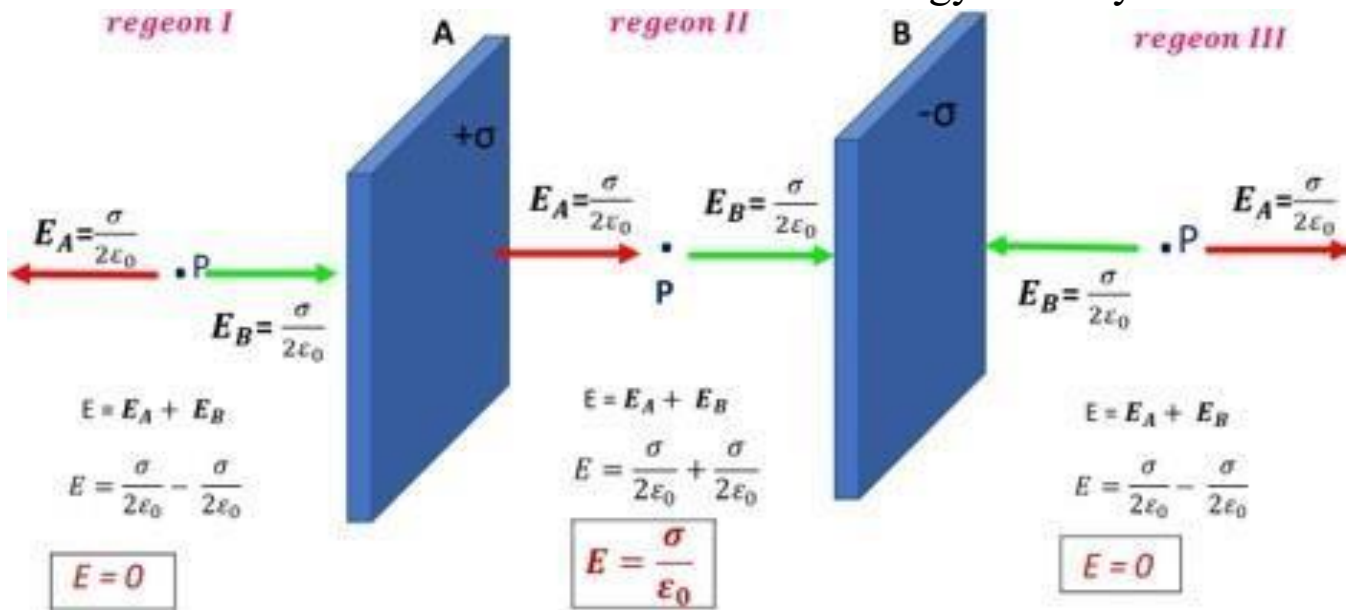 gy
regeon I
A
regeon II
B
regeon III
+σ
-σ
E_A=σ/2ε₀
P
E_B=σ/2ε₀
E_A=σ/2ε₀
E_B=σ/2ε₀
P
E_A=σ/2ε₀
P
E_B=σ/2ε₀
E = E_A + E_B
E = σ/2ε₀ − σ/2ε₀
E = 0
E = E_A + E_B
E = σ/2ε₀ + σ/2ε₀
E = σ/ε₀
E = E_A + E_B
E = σ/2ε₀ − σ/2ε₀
E = 0